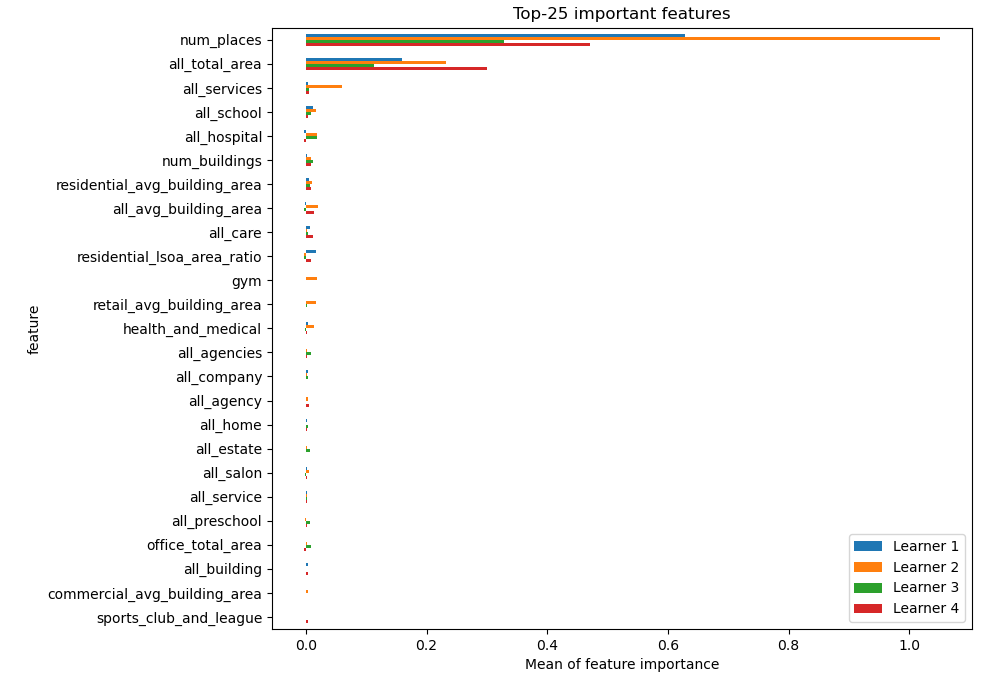 Top-25 important features
num_places
all_total_area
all_services
all_school
all_hospital
num_buildings
residential_avg_building_area
all_avg_building_area
all_care
residential_lsoa_area_ratio
gym
retail_avg_building_area
health_and_medical
all_agencies
all_company
all_agency
all_home
all_estate
all_salon
all_service
all_preschool
office_total_area
all_building
commercial_avg_building_area
sports_club_and_league
feature
Learner 1
Learner 2
Learner 3
Learner 4
0.0 0.2 0.4 0.6 0.8 1.0
Mean of feature importance